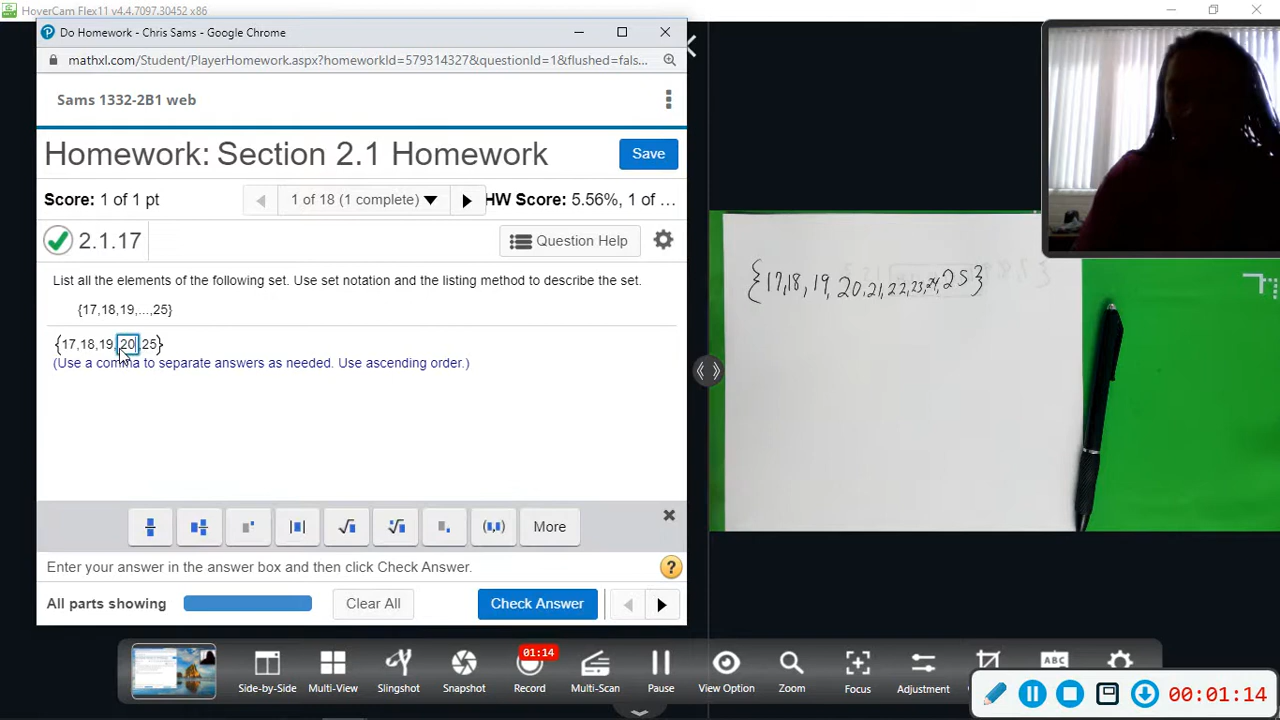 HoverCam Flex11 v4.4.7097.30452 x86
Do Homework - Chris Sams - Google Chrome
mathxl.com/Student/PlayerHomework.aspx?homeworkId=579314327&questionId=1&flushed=fals...
Sams 1332-2B1 web
Homework: Section 2.1 Homework
Save
Score: 1 of 1 pt
1 of 18 (1 complete)
HW Score: 5.56%, 1 of ...
2.1.17
Question Help
List all the elements of the following set. Use set notation and the listing method to describe the set.
{17,18,19,...,25}
{17,18,19,20,25}
(Use a comma to separate answers as needed. Use ascending order.)
More
Enter your answer in the answer box and then click Check Answer.
?
All parts showing
Clear All
Check Answer
{17,18,19,20,21,22,23,24,25}
Side-by-Side
Multi-View
Slingshot
Snapshot
01:14
Record
Multi-Scan
Pause
View Option
Zoom
Focus
Adjustment
ABC
00:01:14